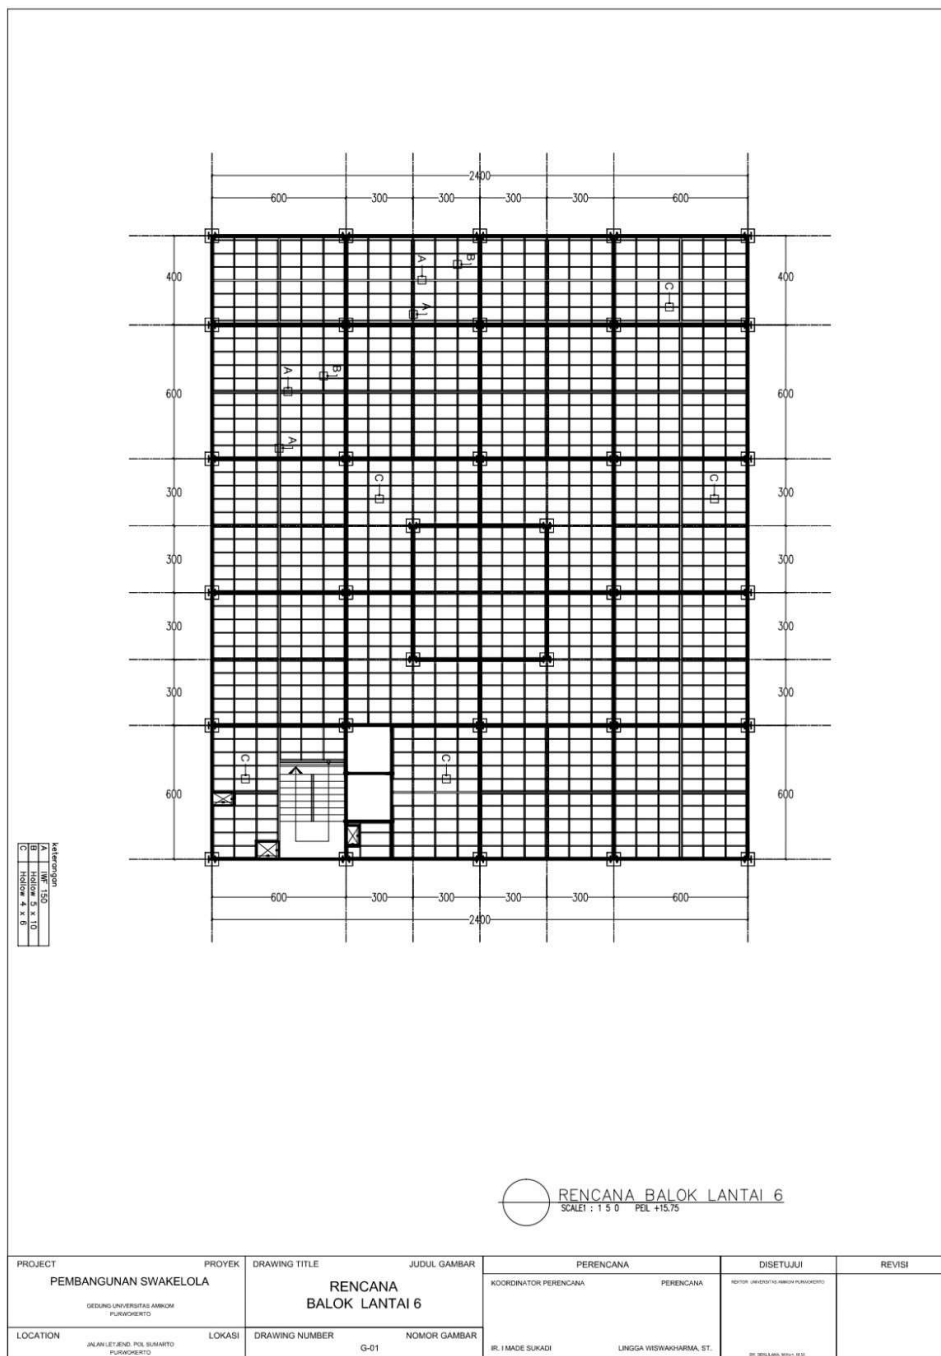 2400
600 300 300 300 300 600
400 400
A B
C
A
600 600
A B
A
300 C C 300
300 300
300 300
300 300
600 C C 600
600 300 300 300 300 600
2400
keterangan
A IWF 150
B Hollow 5 x 10
C Hollow 4 x 6
RENCANA BALOK LANTAI 6
SCALE1 : 1 5 0 PEIL +15.75
PROJECT PROYEK
PEMBANGUNAN SWAKELOLA
GEDUNG UNIVERSITAS AMIKOM
PURWOKERTO
LOCATION LOKASI
JALAN LETJEND. POL SUMARTO
PURWOKERTO
DRAWING TITLE JUDUL GAMBAR
RENCANA
BALOK LANTAI 6
DRAWING NUMBER NOMOR GAMBAR
G-01
PERENCANA
KOORDINATOR PERENCANA PERENCANA
IR. I MADE SUKADI LINGGA WISWAKHARMA, ST.
DISETUJUI
REKTOR UNIVERSITAS AMIKOM PURWOKERTO
REVISI